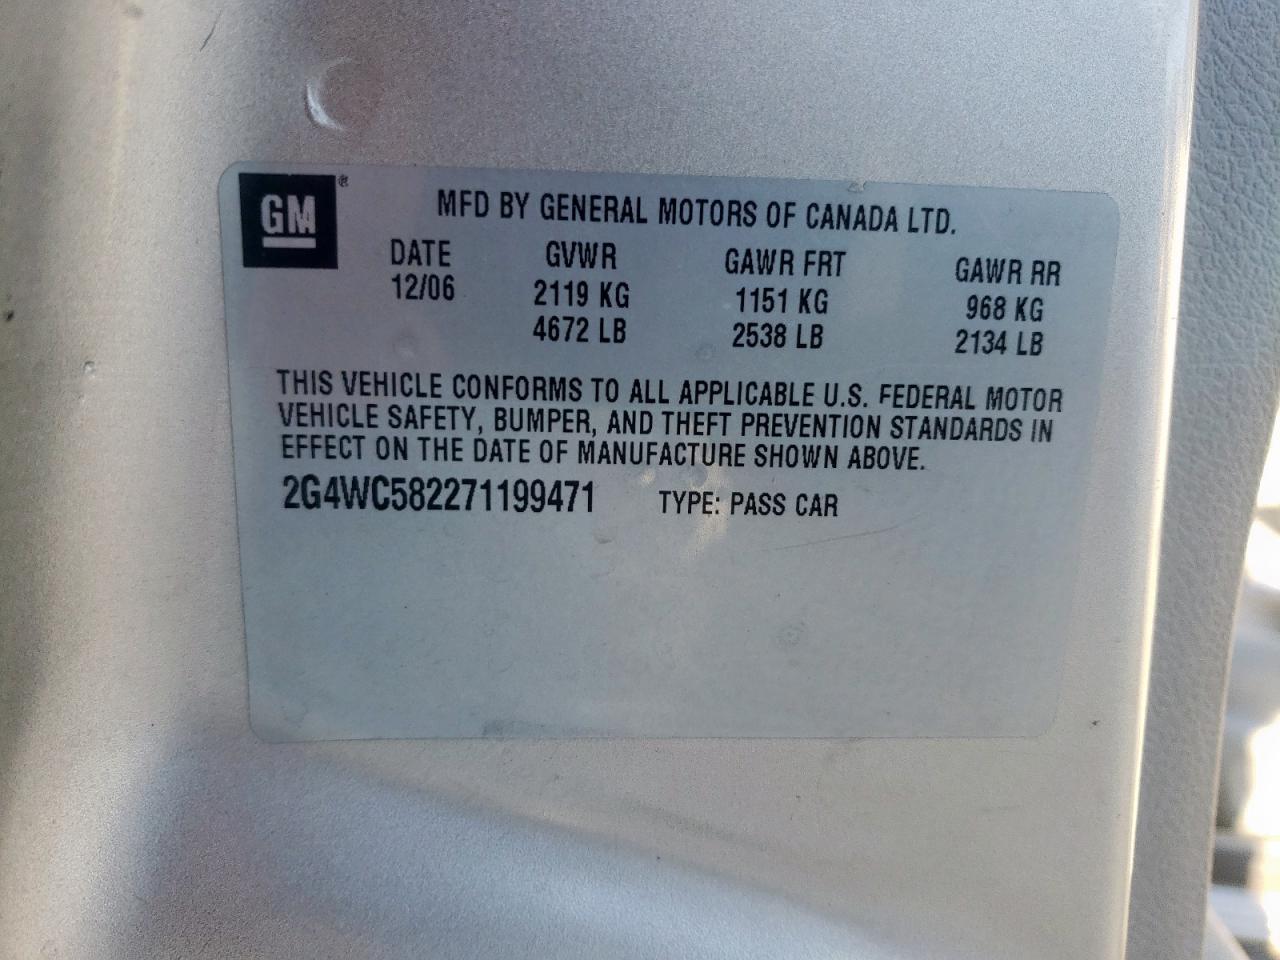 GM®
MFD BY GENERAL MOTORS OF CANADA LTD.
DATE GVWR GAWR FRT GAWR RR
12/06 2119 KG 1151 KG 968 KG
4672 LB 2538 LB 2134 LB
THIS VEHICLE CONFORMS TO ALL APPLICABLE U.S. FEDERAL MOTOR
VEHICLE SAFETY, BUMPER, AND THEFT PREVENTION STANDARDS IN
EFFECT ON THE DATE OF MANUFACTURE SHOWN ABOVE.
2G4WC582271199471 TYPE: PASS CAR